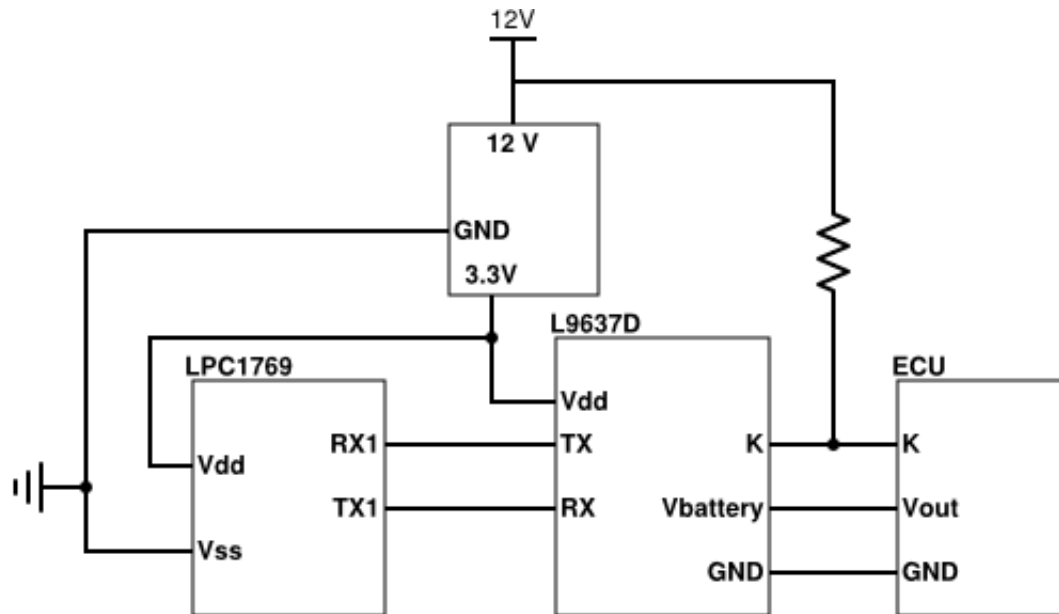 12V
12 V
GND
3.3V
L9637D
LPC1769
ECU
Vdd
RX1
TX
K
K
Vdd
TX1
RX
Vbattery
Vout
Vss
GND
GND